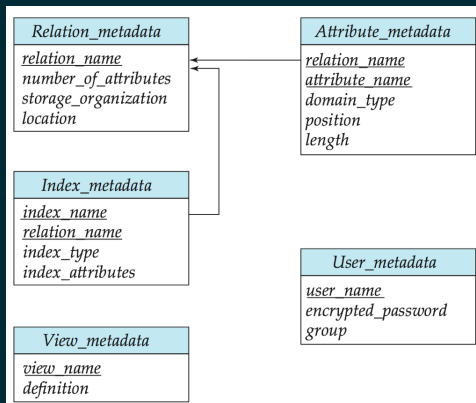 Relation_metadata
relation_name
number_of_attributes
storage_organization
location
Attribute_metadata
relation_name
attribute_name
domain_type
position
length
Index_metadata
index_name
relation_name
index_type
index_attributes
User_metadata
user_name
encrypted_password
group
View_metadata
view_name
definition